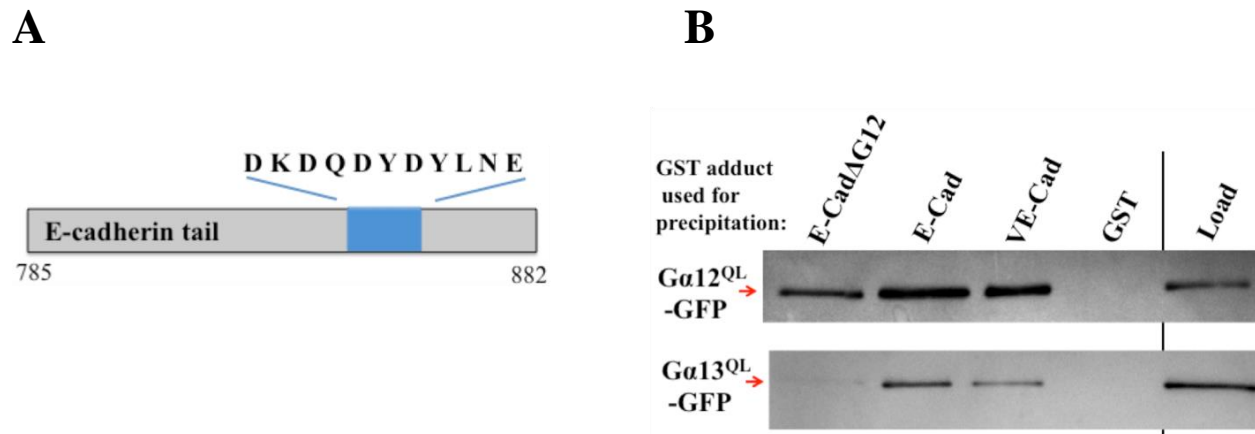 A
B
D K D Q D Y D Y L N E
E-cadherin tail
785
882
GST adduct
used for
precipitation:
E-CadΔG12
E-Cad
VE-Cad
GST
Load
Gα12QL
-GFP
Gα13QL
-GFP